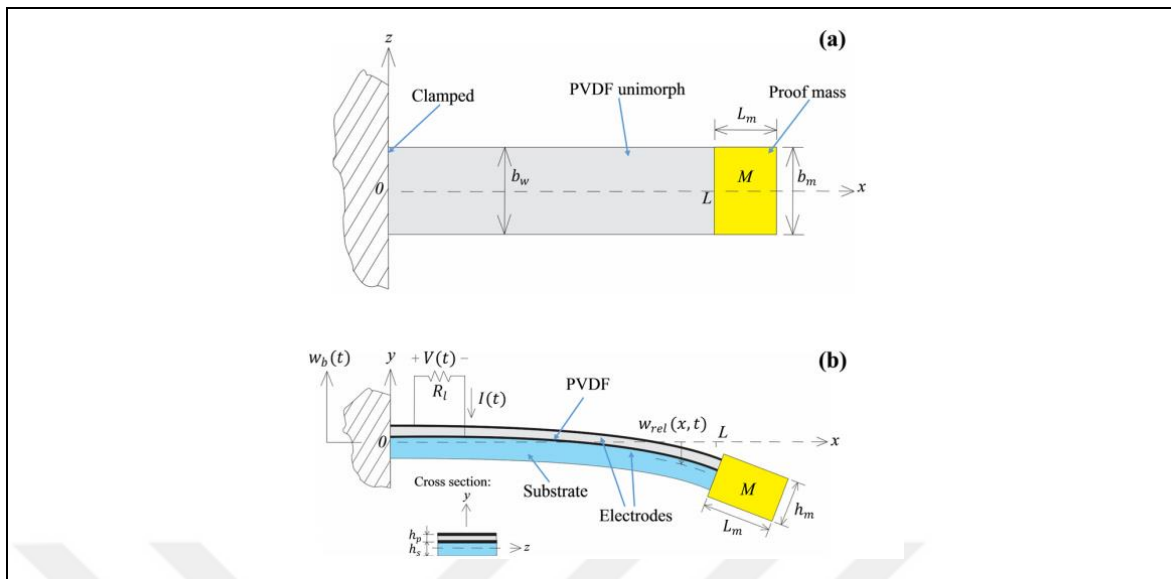 (a)
z
Clamped
PVDF unimorph
Proof mass
L_m
b_w
M
b_m
0
L
x
(b)
w_b(t)
y
+ V(t) −
R_l
I(t)
PVDF
w_rel(x, t)
L
0
x
Substrate
Electrodes
M
h_m
L_m
Cross section:
y
h_p
h_s
z